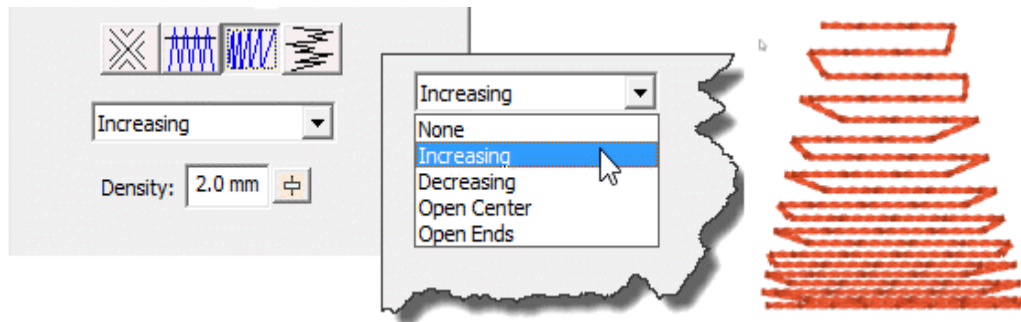 Increasing
Density: 2.0 mm
Increasing
None
Increasing
Decreasing
Open Center
Open Ends